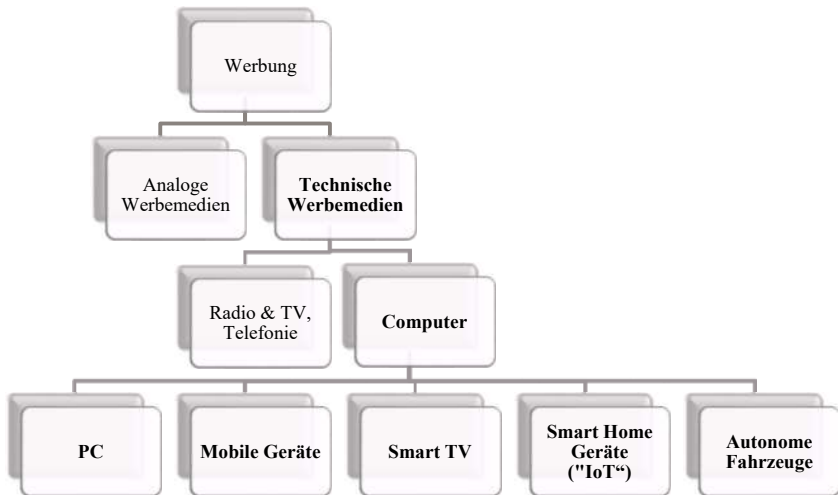 Werbung
Analoge
Werbemedien
Technische
Werbemedien
Radio & TV,
Telefonie
Computer
PC
Mobile Geräte
Smart TV
Smart Home
Geräte
("IoT“)
Autonome
Fahrzeuge